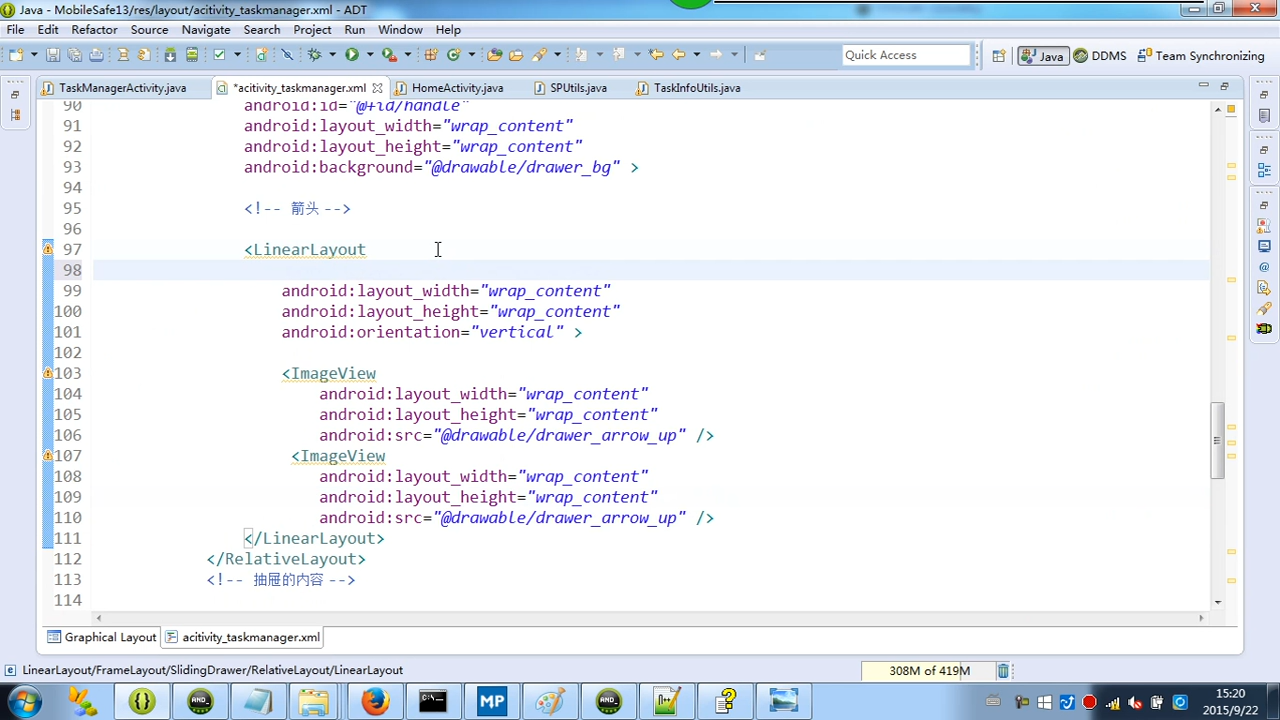 Java - MobileSafe13/res/layout/acitivity_taskmanager.xml - ADT
File Edit Refactoring Source Navigate Search Project Run Window Help
Quick Access Java DDMS Team Synchronizing
TaskManagerActivity.java *acitivity_taskmanager.xml HomeActivity.java SPUtils.java TaskInfoUtils.java
90 android:id="@+id/handle"
91 android:layout_width="wrap_content"
92 android:layout_height="wrap_content"
93 android:background="@drawable/drawer_bg" >
94
95 <!-- 箭头 -->
96
97 <LinearLayout
98
99 android:layout_width="wrap_content"
100 android:layout_height="wrap_content"
101 android:orientation="vertical" >
102
103 <ImageView
104 android:layout_width="wrap_content"
105 android:layout_height="wrap_content"
106 android:src="@drawable/drawer_arrow_up" />
107 <ImageView
108 android:layout_width="wrap_content"
109 android:layout_height="wrap_content"
110 android:src="@drawable/drawer_arrow_up" />
111 </LinearLayout>
112 </RelativeLayout>
113 <!-- 抽屉的内容 -->
114
Graphical Layout acitivity_taskmanager.xml
LinearLayout/FrameLayout/SlidingDrawer/RelativeLayout/LinearLayout 308M of 419M
MP
15:20
2015/9/22